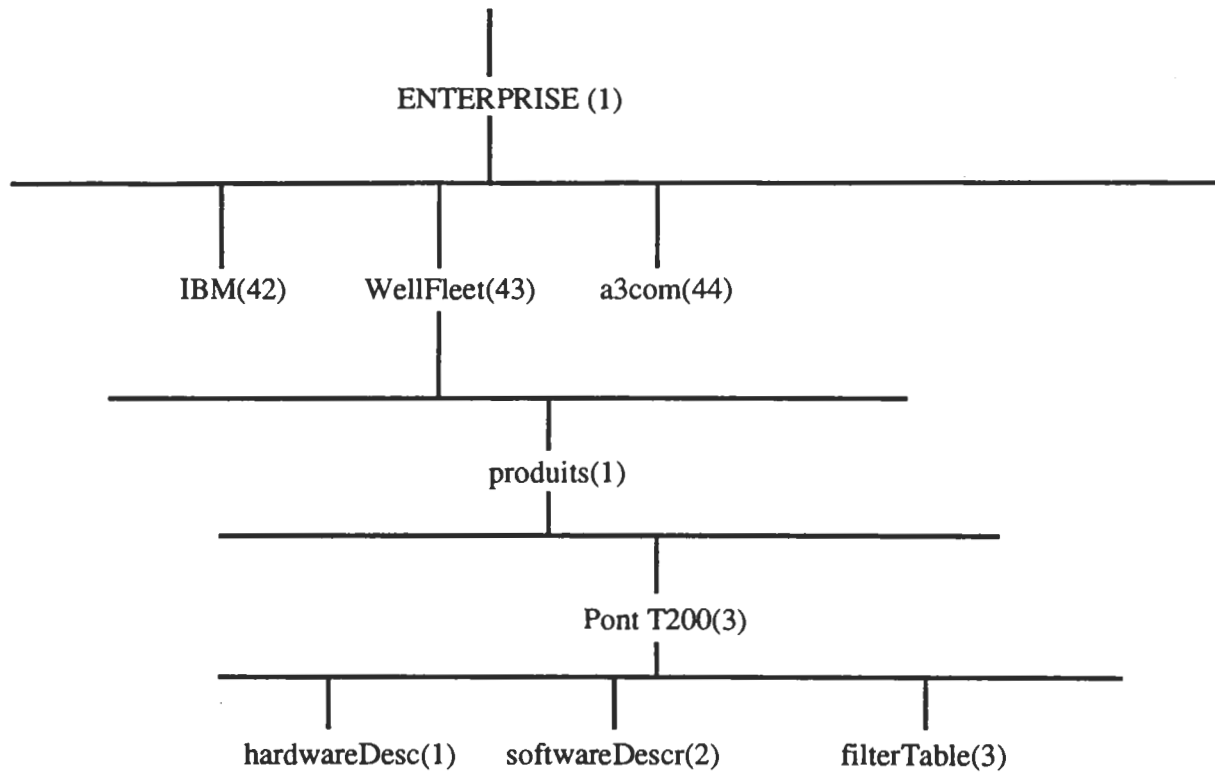 ENTERPRISE (1)
IBM(42) WellFleet(43) a3com(44)
produits(1)
Pont T200(3)
hardwareDesc(1) softwareDescr(2) filterTable(3)